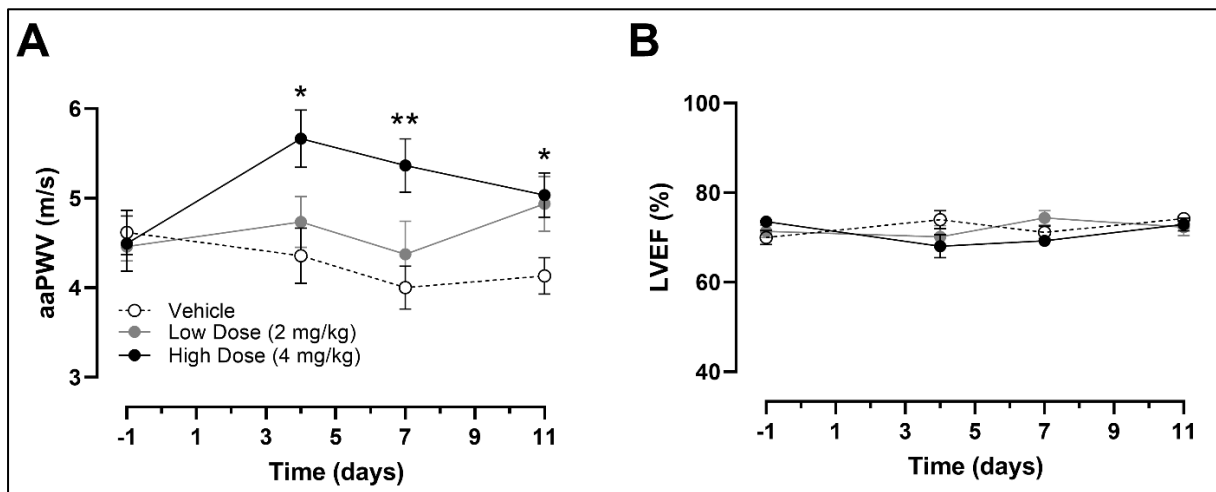 A
aaPWV (m/s)
6
5
4
3
*
**
*
Vehicle
Low Dose (2 mg/kg)
High Dose (4 mg/kg)
-1 1 3 5 7 9 11
Time (days)
B
LVEF (%)
100
80
60
40
-1 1 3 5 7 9 11
Time (days)